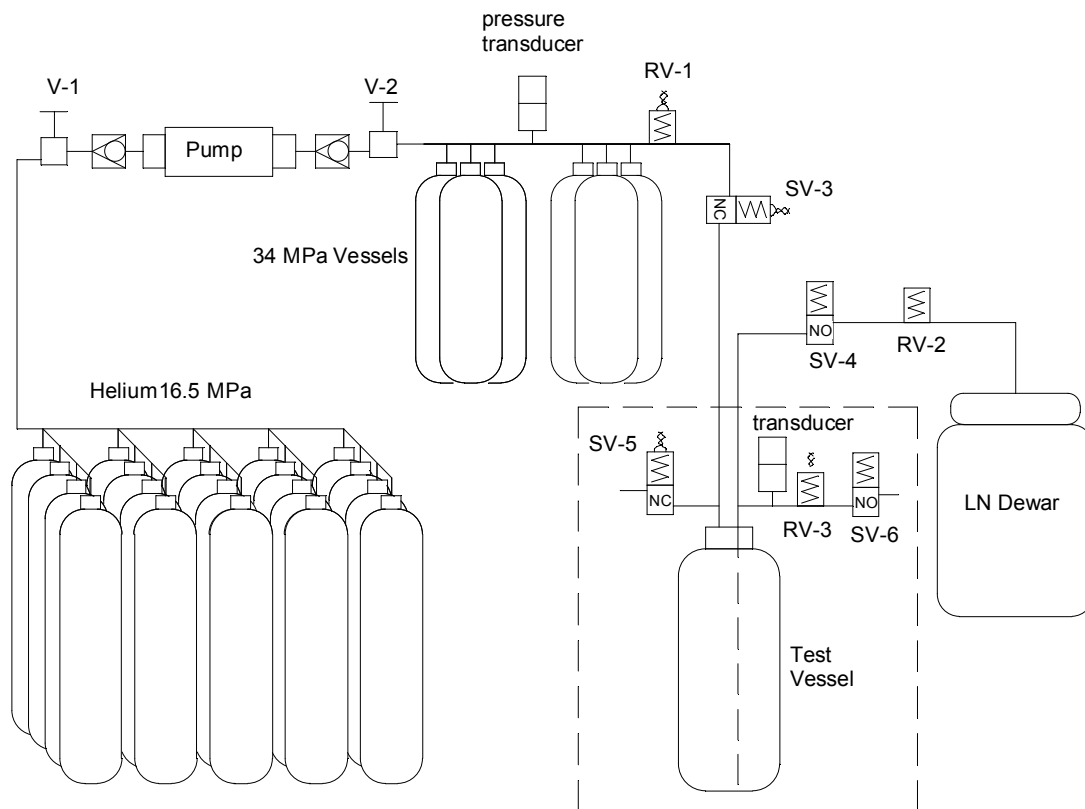 pressure
transducer
V-1
V-2
RV-1
Pump
SV-3
NC
34 MPa Vessels
NO
SV-4
RV-2
Helium16.5 MPa
transducer
SV-5
NC
NO
RV-3
SV-6
LN Dewar
Test
Vessel